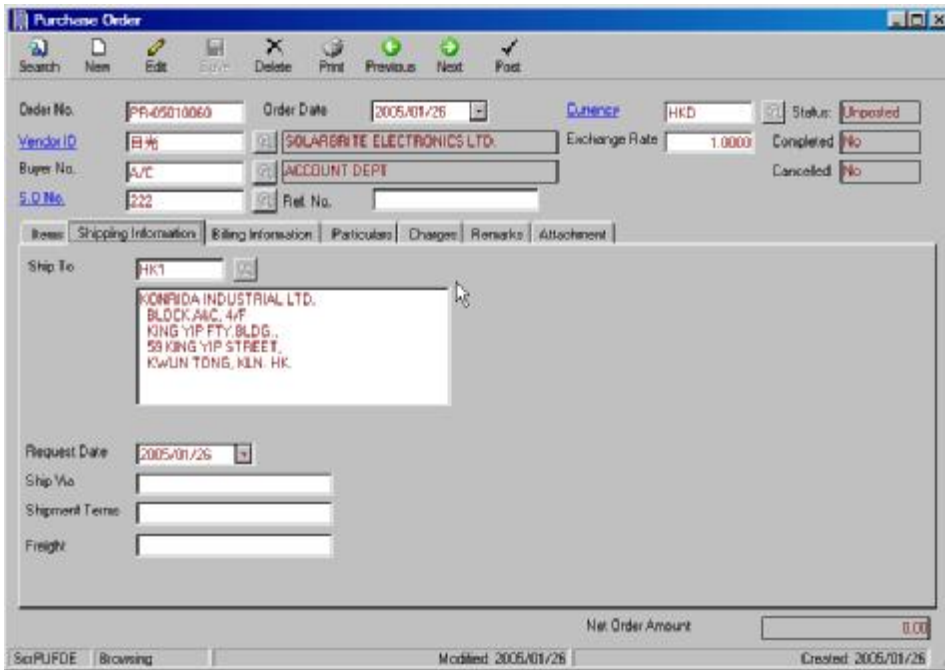 Purchase Order
Search New Edit Save Delete Print Previous Next Post
Order No. PR-05010060 Order Date 2005/01/26 Currence HKD Status: Unposted
Vendor ID 日光 SOLARBRITE ELECTRONICS LTD. Exchange Rate 1.0000 Completed No
Buyer No. A/C ACCOUNT DEPT Cancelled No
S.O No. 222 Ref. No.
Items Shipping Information Billing Information Particulars Charges Remarks Attachment
Ship To HK1
KONRIDA INDUSTRIAL LTD.
BLOCK A&C, 4/F
KING YIP FTY.BLDG.,
59 KING YIP STREET,
KWUN TONG, KLN. HK.
Request Date 2005/01/26
Ship Via
Shipment Terms
Freight
Net Order Amount 0.00
ScrPUFDE Browsing Modified: 2005/01/26 Created: 2005/01/26